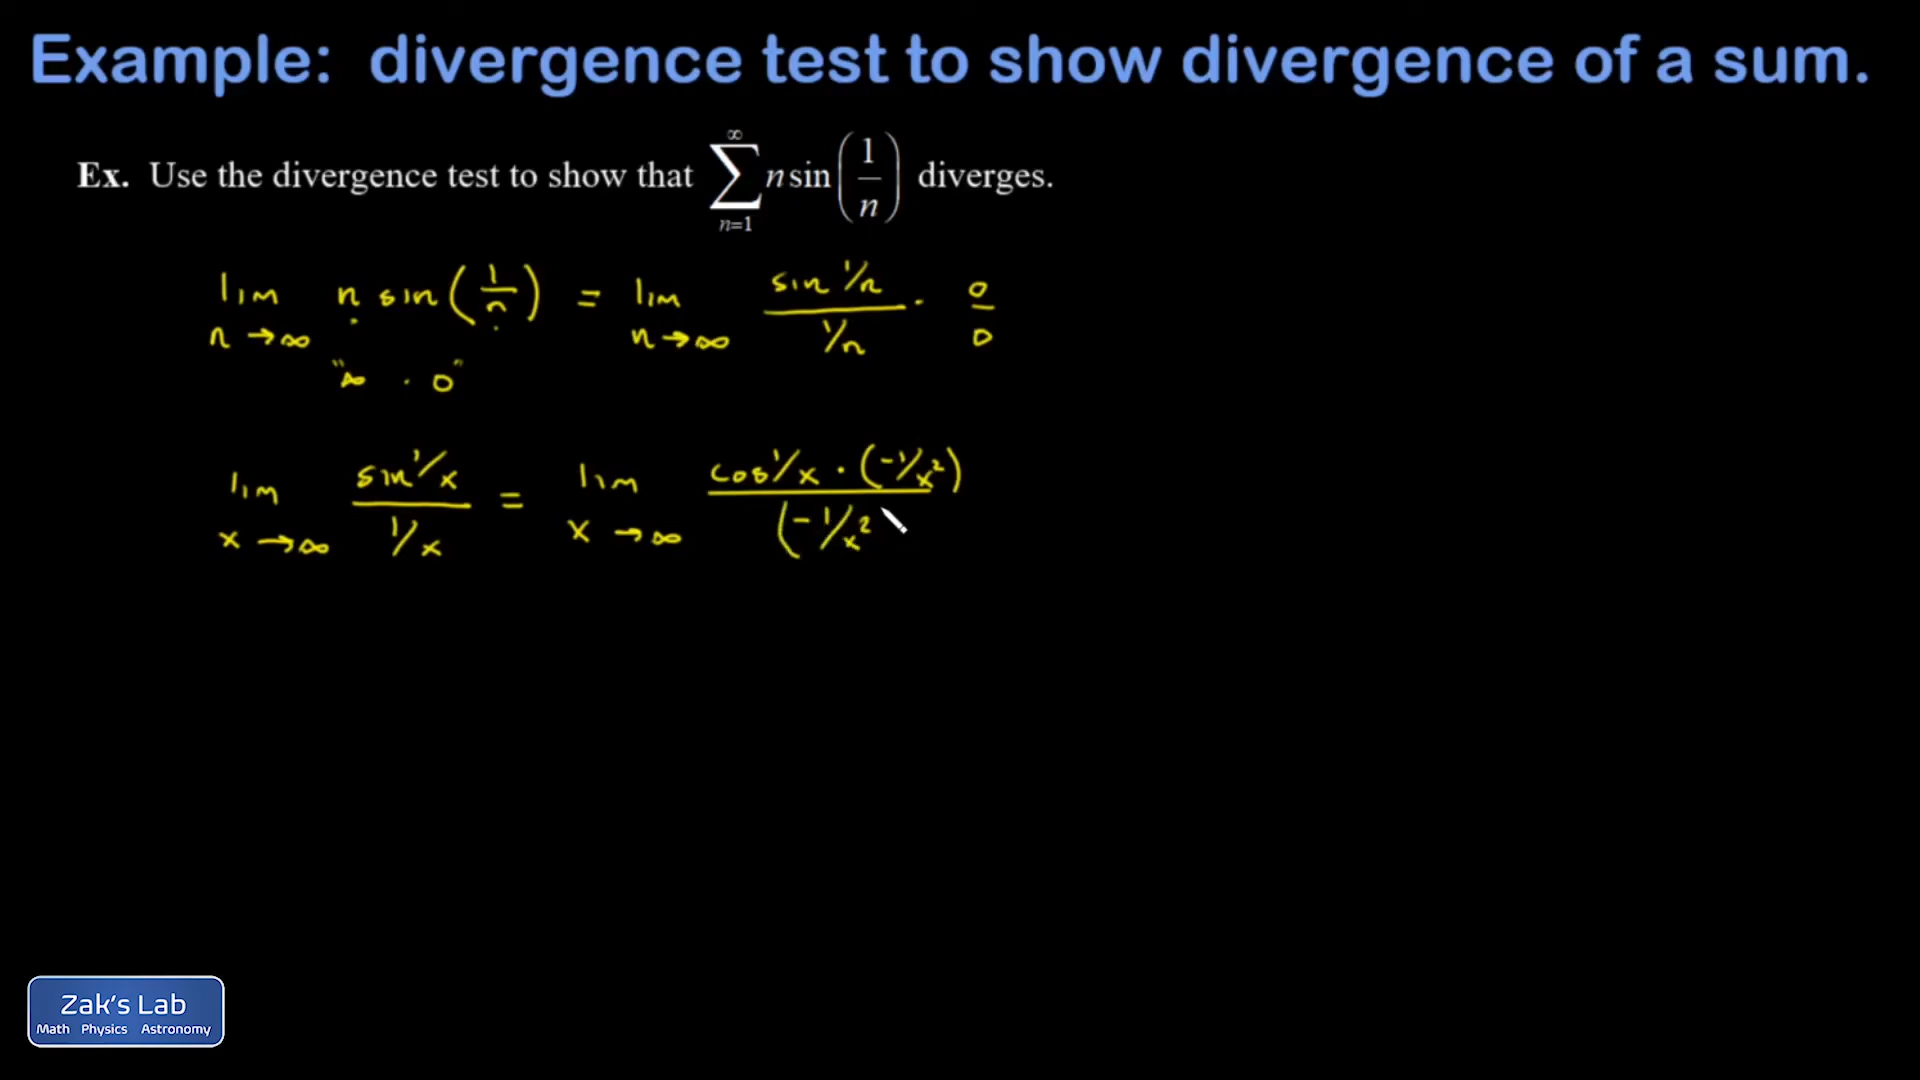 Example: divergence test to show divergence of a sum.
Ex. Use the divergence test to show that ∑_{n=1}^{∞} n sin(1/n) diverges.
lim_{n→∞} n sin(1/n) = lim_{n→∞} (sin 1/n)/(1/n) . 0/0
"∞ · 0"
lim_{x→∞} (sin 1/x)/(1/x) = lim_{x→∞} (cos 1/x · (-1/x²))/(-1/x²
Zak's Lab
Math Physics Astronomy